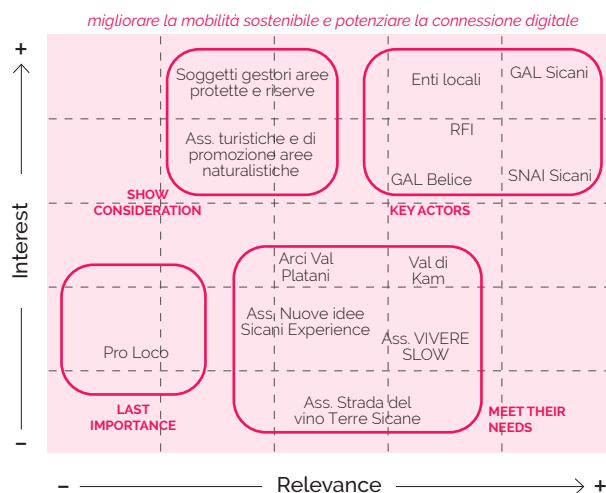 migliorare la mobilità sostenibile e potenziare la connessione digitale
+
Soggetti gestori aree
protette e riserve
Ass. turistiche e di
promozione aree
naturalistiche
SHOW
CONSIDERATION
Enti locali
GAL Sicani
RFI
GAL Belice
SNAI Sicani
KEY ACTORS
Interest
Pro Loco
LAST
IMPORTANCE
Arci Val
Platani
Val di
Kam
Ass. Nuove idee
Sicani Experience
Ass. VIVERE
SLOW
Ass. Strada del
vino Terre Sicane
MEET THEIR
NEEDS
–
–
Relevance
+